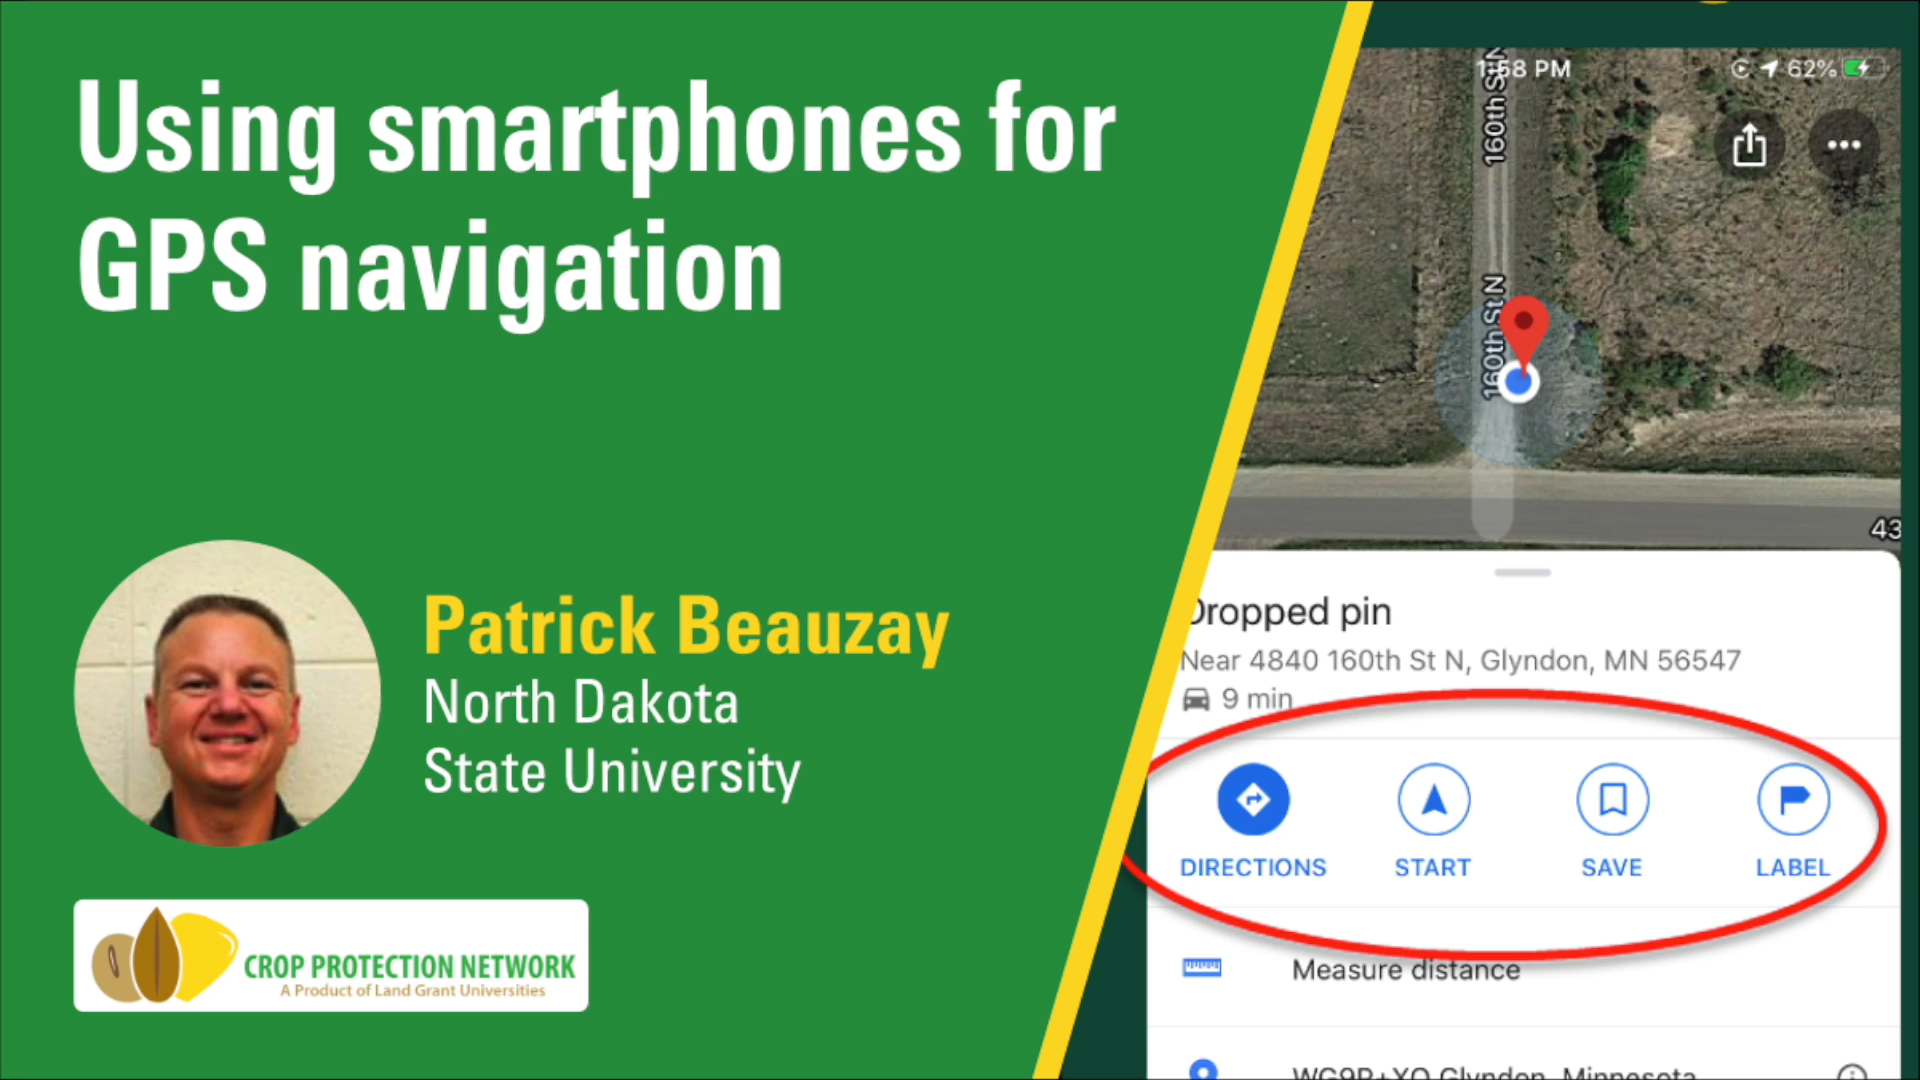 Using smartphones for
GPS navigation
Patrick Beauzay
North Dakota
State University
CROP PROTECTION NETWORK
A Product of Land Grant Universities
1:58 PM
62%
160th St N
160th St N
43
Dropped pin
Near 4840 160th St N, Glyndon, MN 56547
9 min
DIRECTIONS START SAVE LABEL
Measure distance
Glyndon, Minnesota